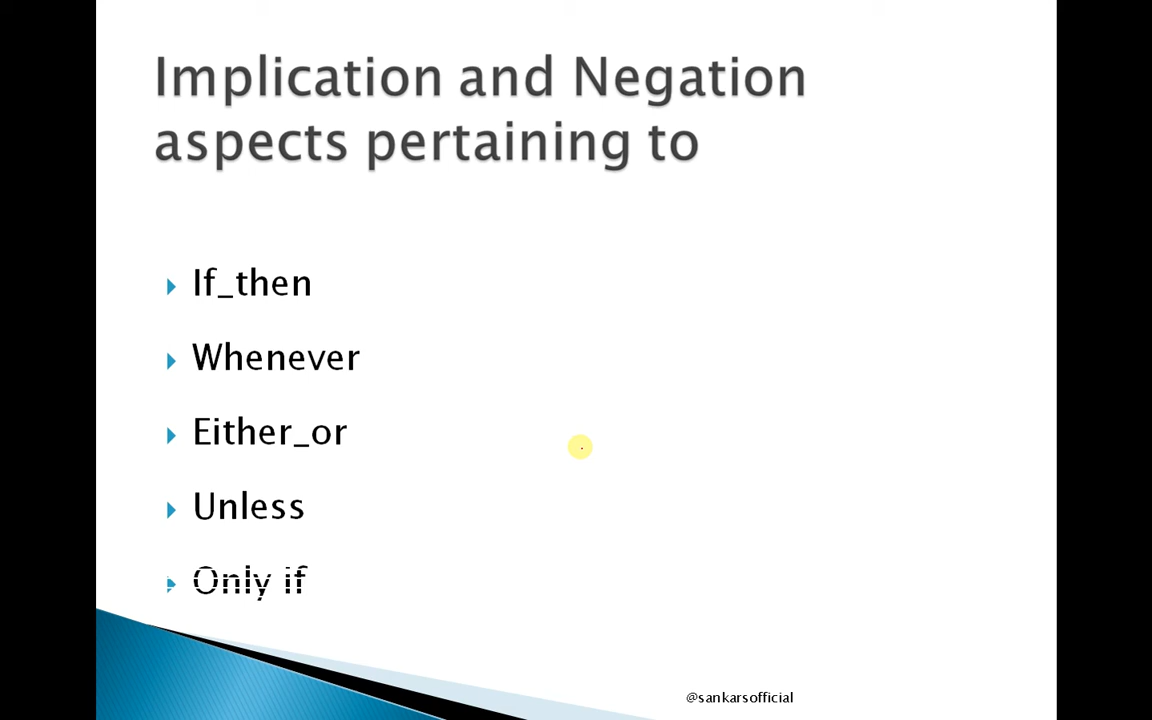 Implication and Negation
aspects pertaining to
If_then
Whenever
Either_or
Unless
Only if
@sankarsofficial